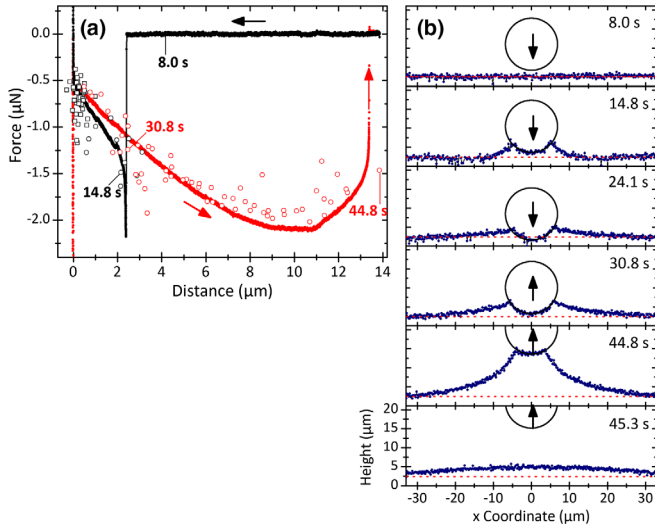 (a)
8.0 s
30.8 s
14.8 s
44.8 s
0.0
-0.5
-1.0
-1.5
-2.0
Force (µN)
0 2 4 6 8 10 12 14
Distance (µm)
(b)
8.0 s
14.8 s
24.1 s
30.8 s
44.8 s
45.3 s
20
15
10
5
0
Height (µm)
-30 -20 -10 0 10 20 30
x Coordinate (µm)